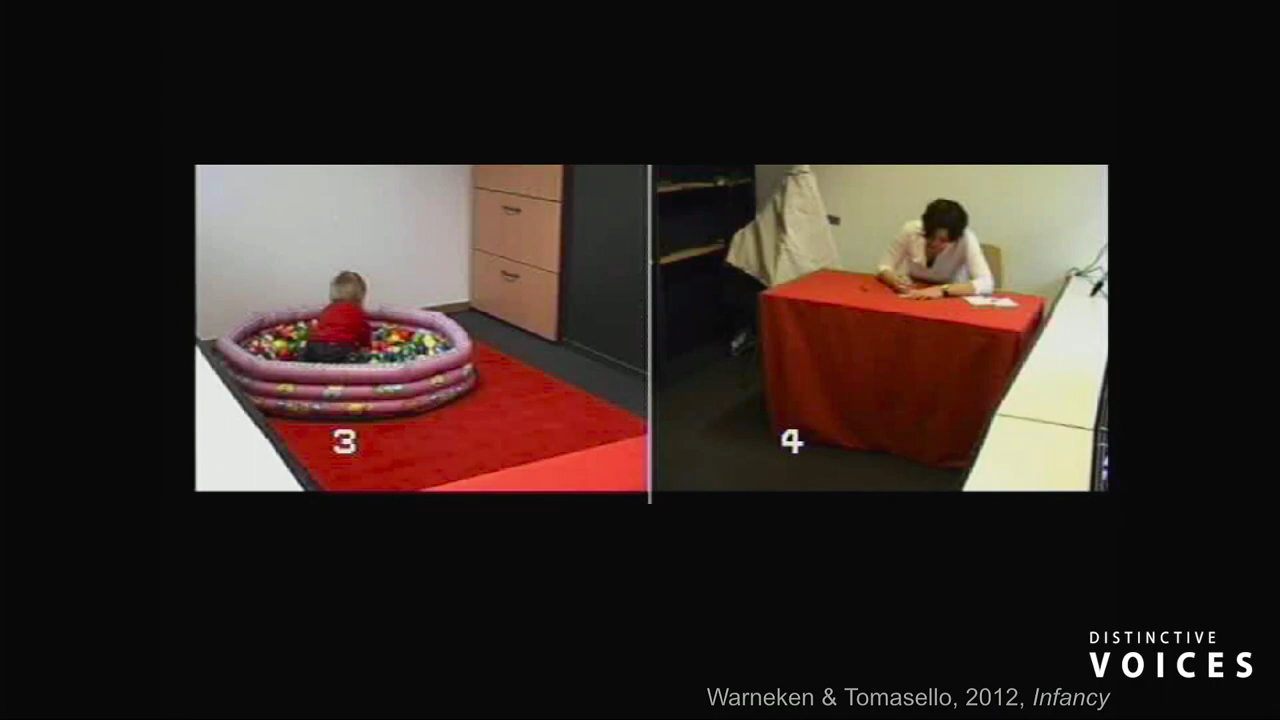 3
4
DISTINCTIVE
VOICES
Warneken & Tomasello, 2012, Infancy